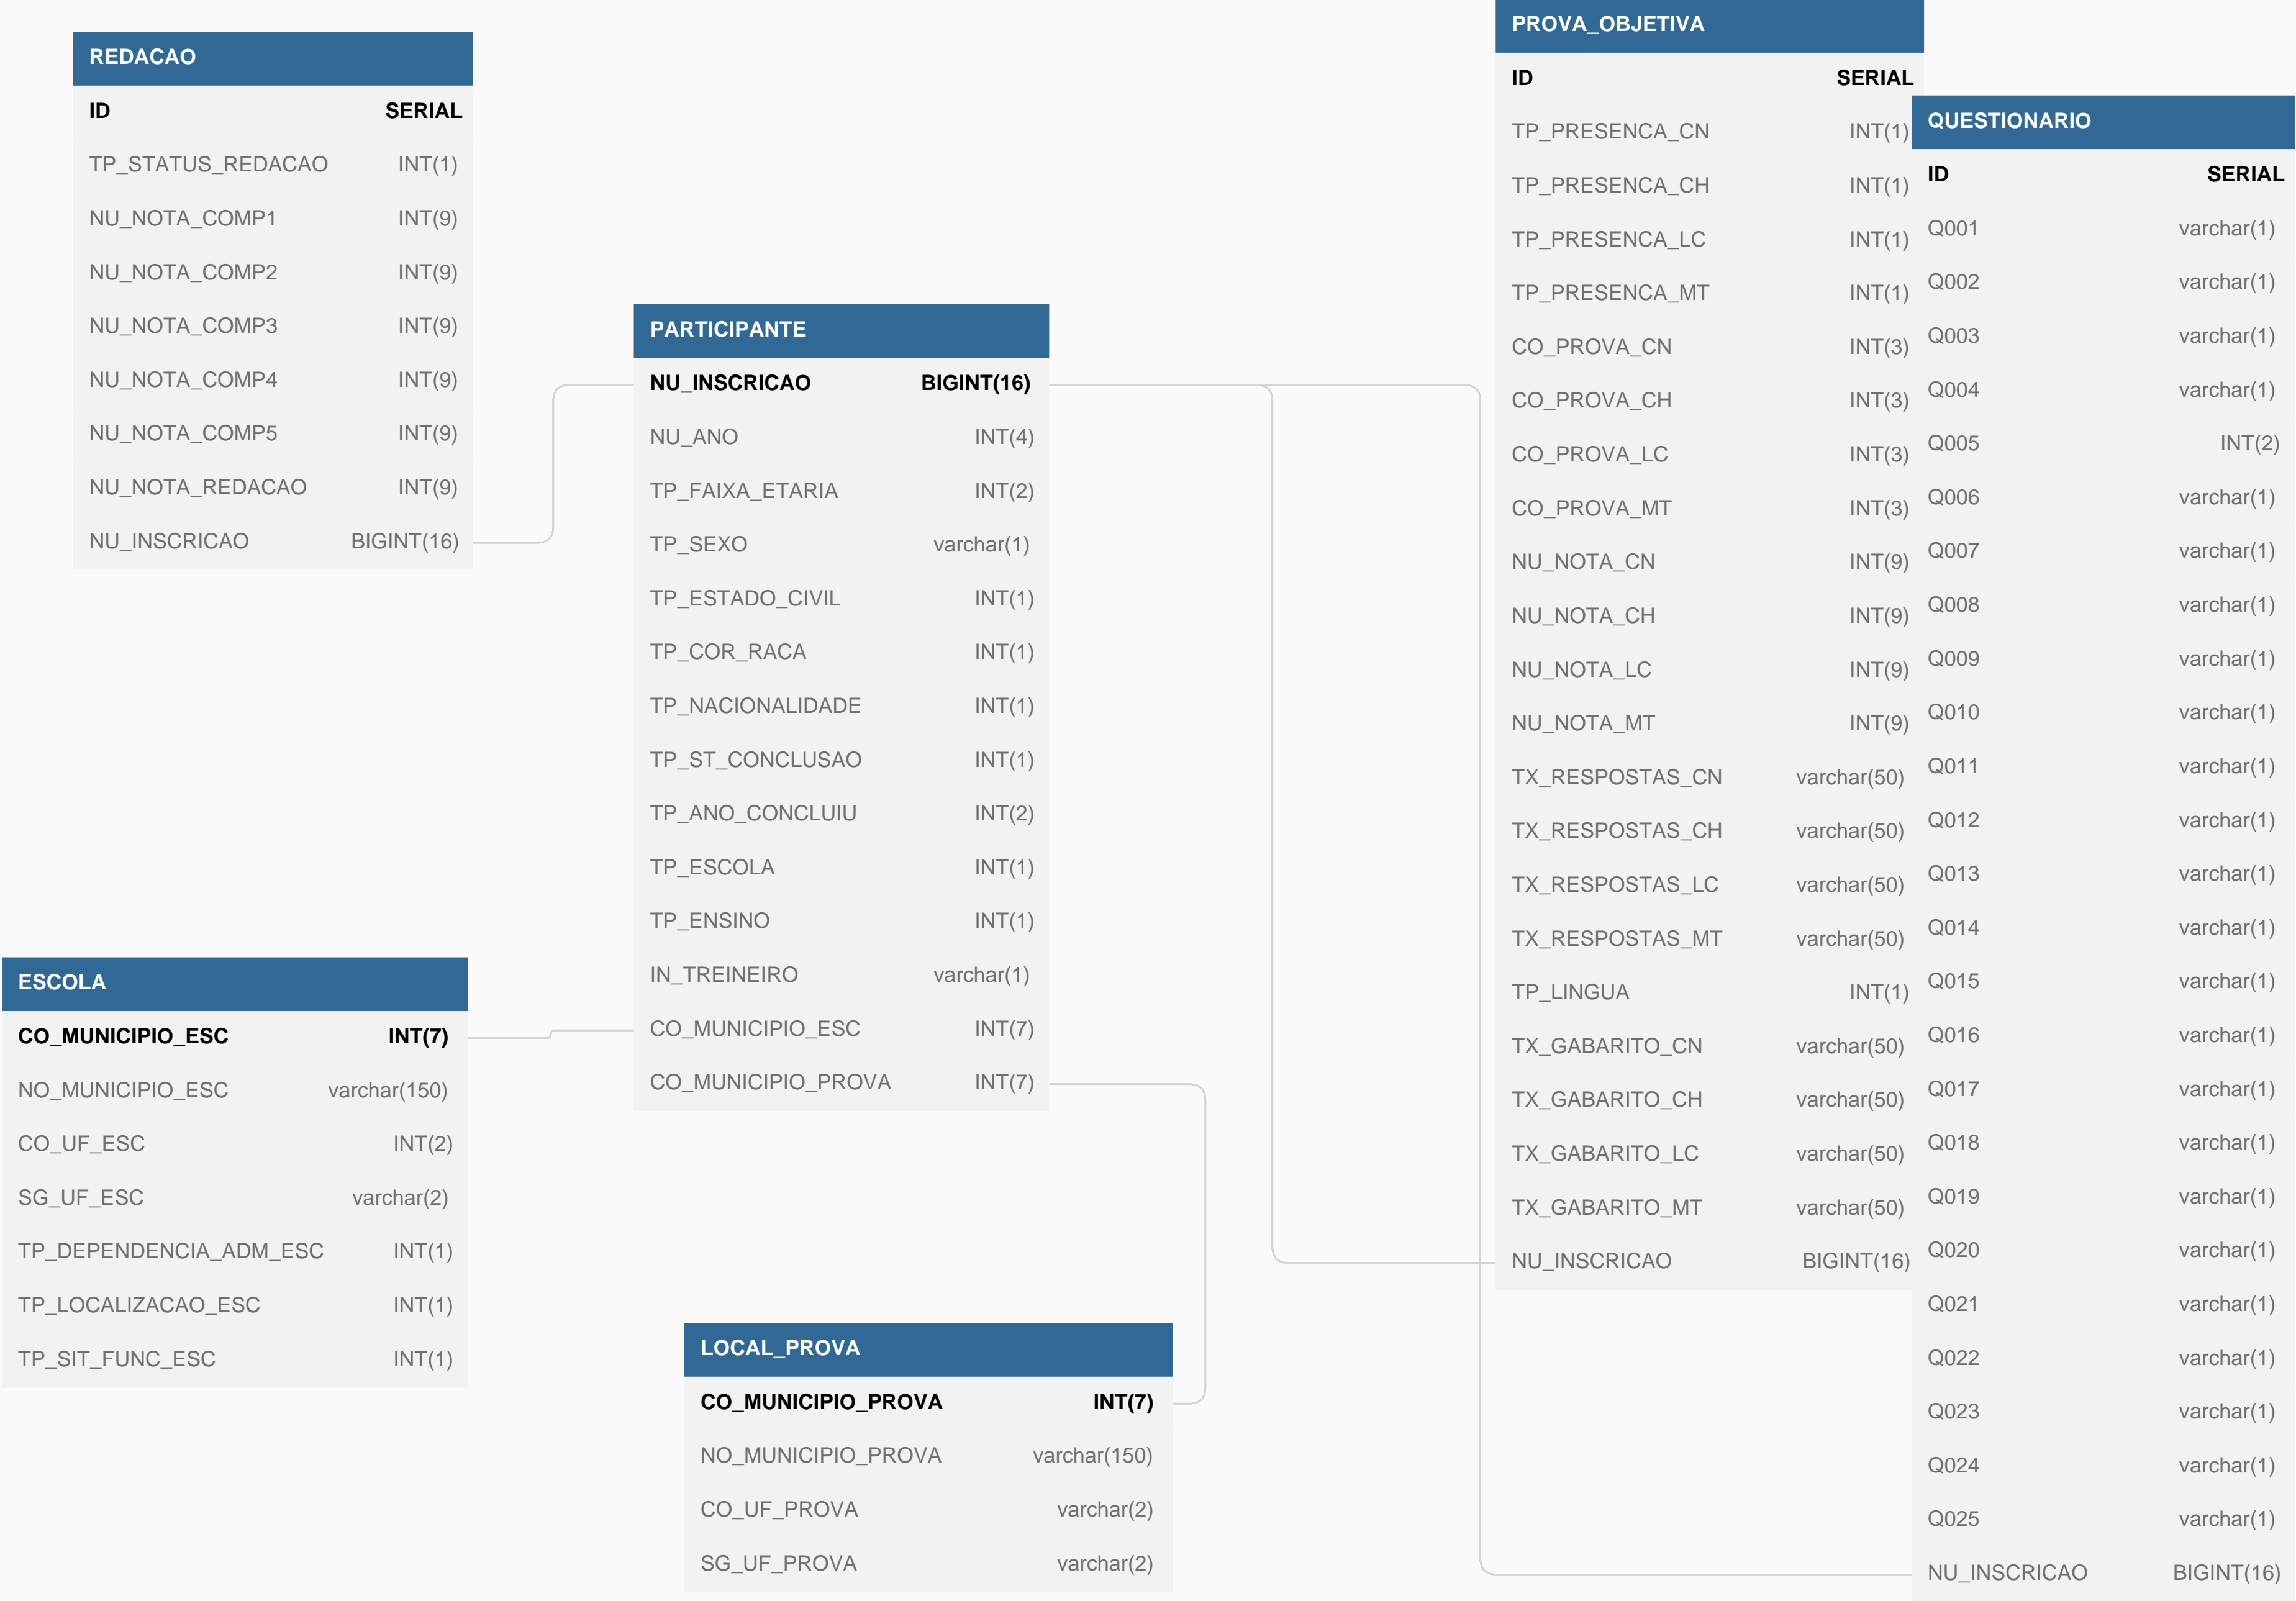 REDACAO
ID SERIAL
TP_STATUS_REDACAO INT(1)
NU_NOTA_COMP1 INT(9)
NU_NOTA_COMP2 INT(9)
NU_NOTA_COMP3 INT(9)
NU_NOTA_COMP4 INT(9)
NU_NOTA_COMP5 INT(9)
NU_NOTA_REDACAO INT(9)
NU_INSCRICAO BIGINT(16)
ESCOLA
CO_MUNICIPIO_ESC INT(7)
NO_MUNICIPIO_ESC varchar(150)
CO_UF_ESC INT(2)
SG_UF_ESC varchar(2)
TP_DEPENDENCIA_ADM_ESC INT(1)
TP_LOCALIZACAO_ESC INT(1)
TP_SIT_FUNC_ESC INT(1)
PARTICIPANTE
NU_INSCRICAO BIGINT(16)
NU_ANO INT(4)
TP_FAIXA_ETARIA INT(2)
TP_SEXO varchar(1)
TP_ESTADO_CIVIL INT(1)
TP_COR_RACA INT(1)
TP_NACIONALIDADE INT(1)
TP_ST_CONCLUSAO INT(1)
TP_ANO_CONCLUIU INT(2)
TP_ESCOLA INT(1)
TP_ENSINO INT(1)
IN_TREINEIRO varchar(1)
CO_MUNICIPIO_ESC INT(7)
CO_MUNICIPIO_PROVA INT(7)
LOCAL_PROVA
CO_MUNICIPIO_PROVA INT(7)
NO_MUNICIPIO_PROVA varchar(150)
CO_UF_PROVA varchar(2)
SG_UF_PROVA varchar(2)
PROVA_OBJETIVA
ID SERIAL
TP_PRESENCA_CN INT(1)
TP_PRESENCA_CH INT(1)
TP_PRESENCA_LC INT(1)
TP_PRESENCA_MT INT(1)
CO_PROVA_CN INT(3)
CO_PROVA_CH INT(3)
CO_PROVA_LC INT(3)
CO_PROVA_MT INT(3)
NU_NOTA_CN INT(9)
NU_NOTA_CH INT(9)
NU_NOTA_LC INT(9)
NU_NOTA_MT INT(9)
TX_RESPOSTAS_CN varchar(50)
TX_RESPOSTAS_CH varchar(50)
TX_RESPOSTAS_LC varchar(50)
TX_RESPOSTAS_MT varchar(50)
TP_LINGUA INT(1)
TX_GABARITO_CN varchar(50)
TX_GABARITO_CH varchar(50)
TX_GABARITO_LC varchar(50)
TX_GABARITO_MT varchar(50)
NU_INSCRICAO BIGINT(16)
QUESTIONARIO
ID SERIAL
Q001 varchar(1)
Q002 varchar(1)
Q003 varchar(1)
Q004 varchar(1)
Q005 INT(2)
Q006 varchar(1)
Q007 varchar(1)
Q008 varchar(1)
Q009 varchar(1)
Q010 varchar(1)
Q011 varchar(1)
Q012 varchar(1)
Q013 varchar(1)
Q014 varchar(1)
Q015 varchar(1)
Q016 varchar(1)
Q017 varchar(1)
Q018 varchar(1)
Q019 varchar(1)
Q020 varchar(1)
Q021 varchar(1)
Q022 varchar(1)
Q023 varchar(1)
Q024 varchar(1)
Q025 varchar(1)
NU_INSCRICAO BIGINT(16)